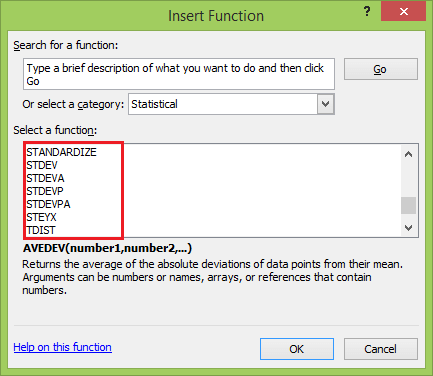 Insert Function
? ×
Search for a function:
Type a brief description of what you want to do and then click
Go
Go
Or select a category: Statistical
Select a function:
STANDARDIZE
STDEV
STDEVA
STDEVP
STDEVPA
STEYX
TDIST
AVEDEV(number1,number2,...)
Returns the average of the absolute deviations of data points from their mean.
Arguments can be numbers or names, arrays, or references that contain
numbers.
Help on this function
OK
Cancel